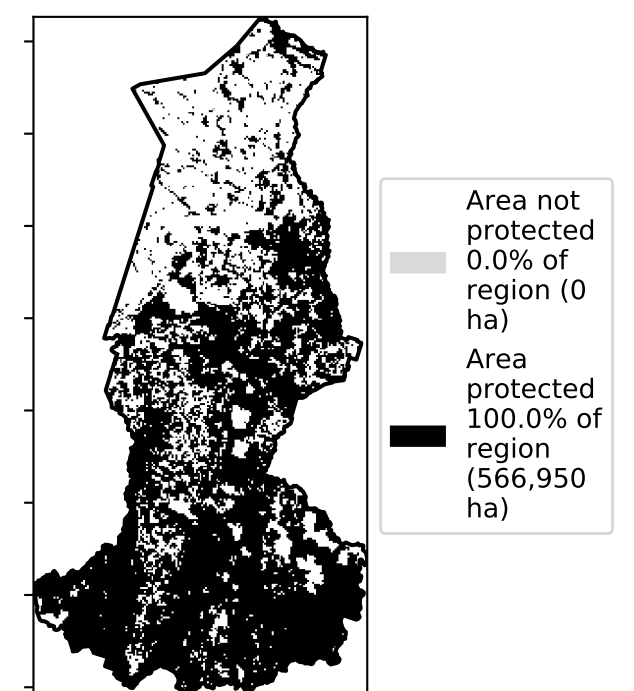 Area not
protected
0.0% of
region (0
ha)
Area
protected
100.0% of
region
(566,950
ha)